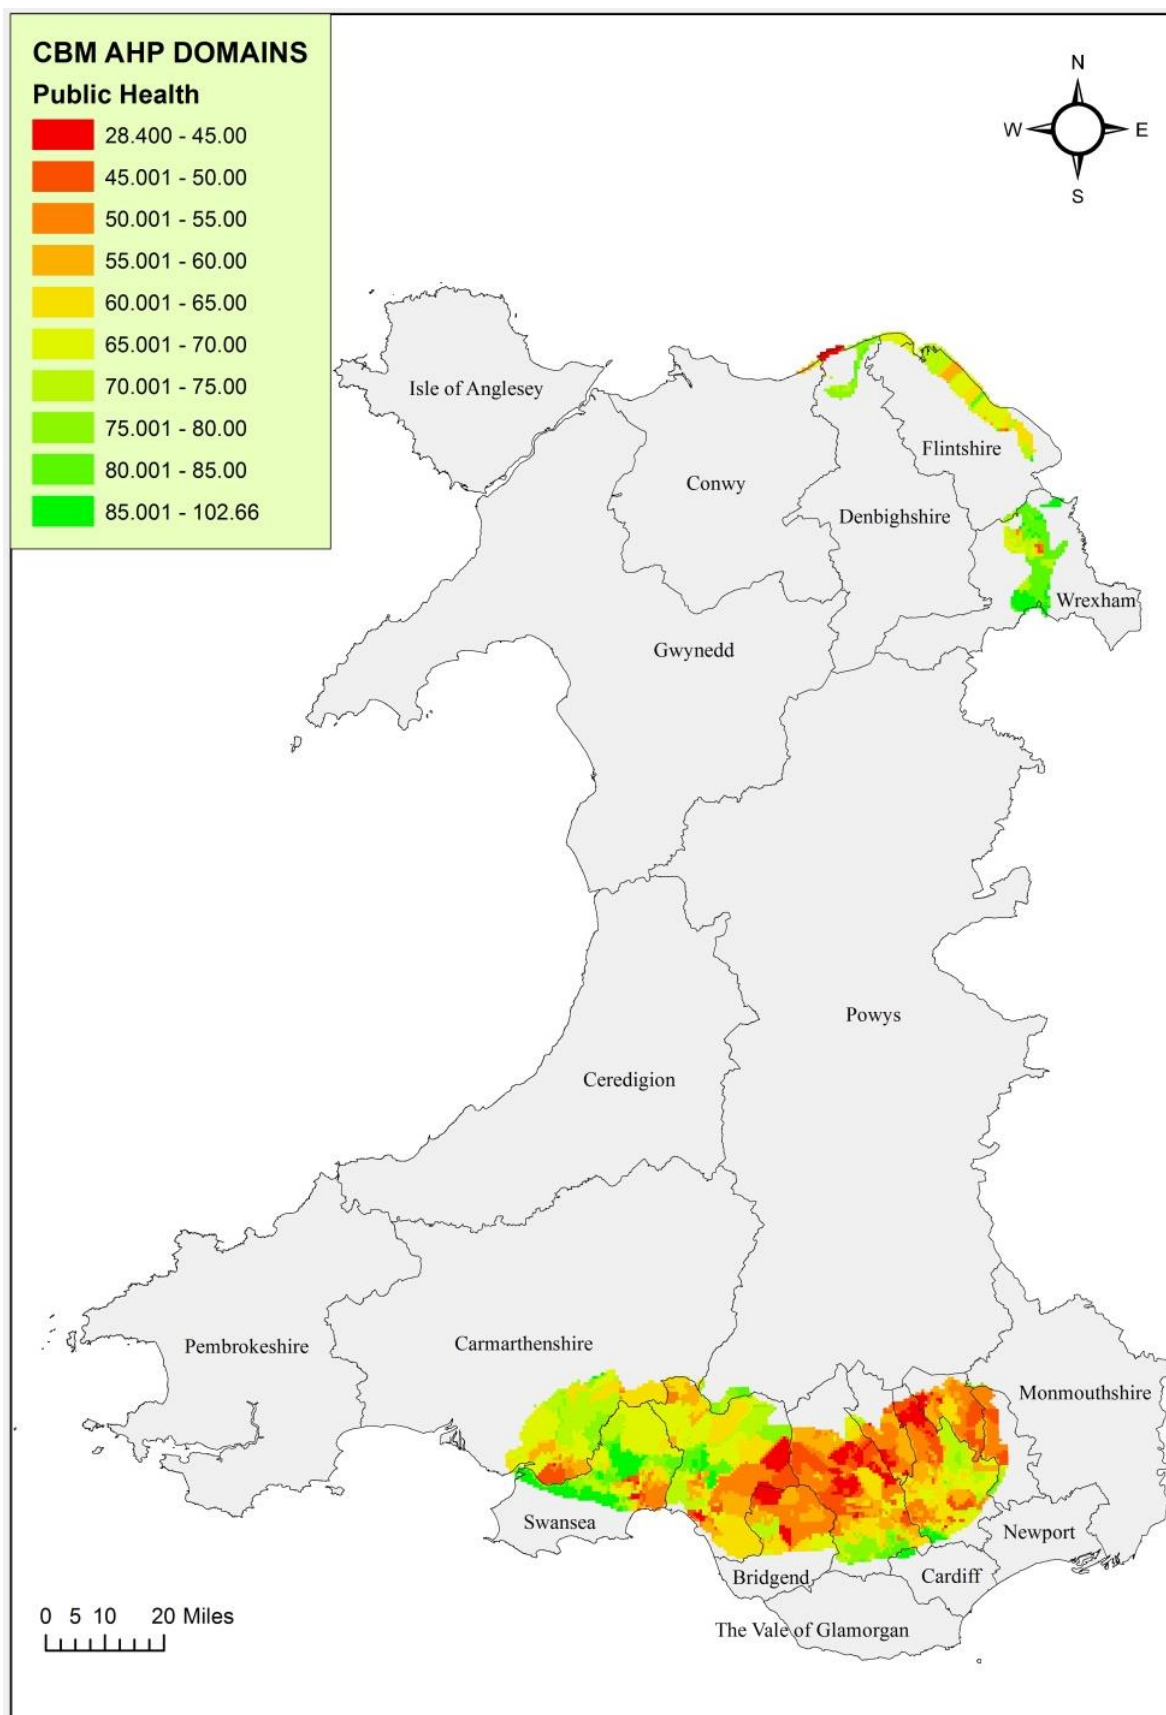 CBM AHP DOMAINS
Public Health
28.400 - 45.00
45.001 - 50.00
50.001 - 55.00
55.001 - 60.00
60.001 - 65.00
65.001 - 70.00
70.001 - 75.00
75.001 - 80.00
80.001 - 85.00
85.001 - 102.66
N
W
E
S
Isle of Anglesey
Flintshire
Conwy
Denbighshire
Wrexham
Gwynedd
Powys
Ceredigion
Pembrokeshire
Carmarthenshire
Monmouthshire
Swansea
Newport
Bridgend
Cardiff
The Vale of Glamorgan
0 5 10 20 Miles